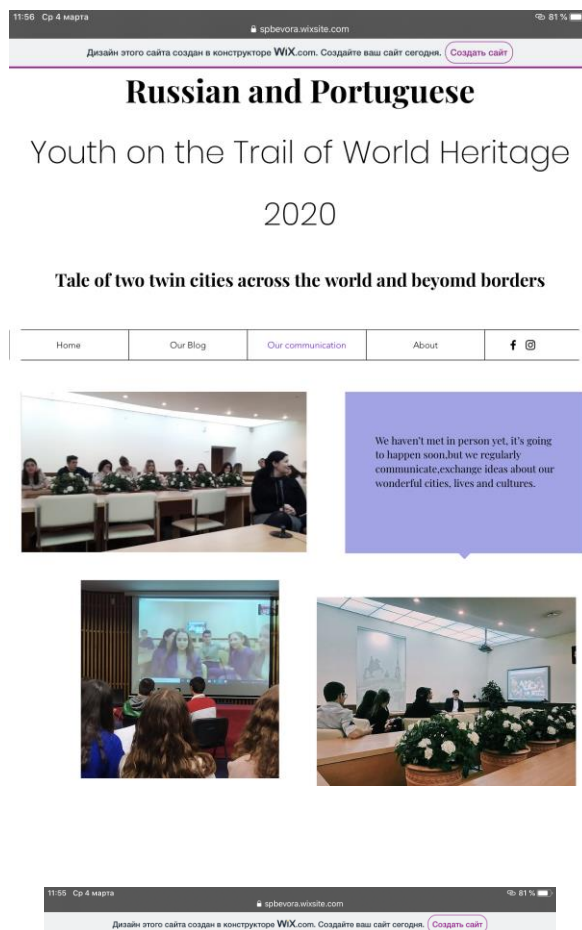 11:56 Ср 4 марта 81 %
spbevora.wixsite.com
Дизайн этого сайта создан в конструкторе WiX.com. Создайте ваш сайт сегодня. Создать сайт
Russian and Portuguese
Youth on the Trail of World Heritage
2020
Tale of two twin cities across the world and beyomd borders
Home Our Blog Our communication About
We haven't met in person yet, it's going
to happen soon,but we regularly
communicate,exchange ideas about our
wonderful cities, lives and cultures.
11:55 Ср 4 марта 81 %
spbevora.wixsite.com
Дизайн этого сайта создан в конструкторе WiX.com. Создайте ваш сайт сегодня. Создать сайт